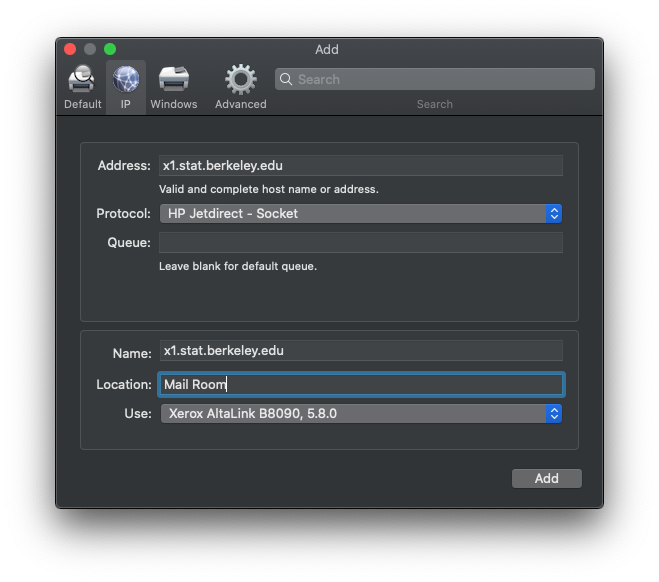 Add
Default
IP
Windows
Advanced
Search
Search
Address: x1.stat.berkeley.edu
Valid and complete host name or address.
Protocol: HP Jetdirect - Socket
Queue:
Leave blank for default queue.
Name: x1.stat.berkeley.edu
Location: Mail Room
Use: Xerox AltaLink B8090, 5.8.0
Add